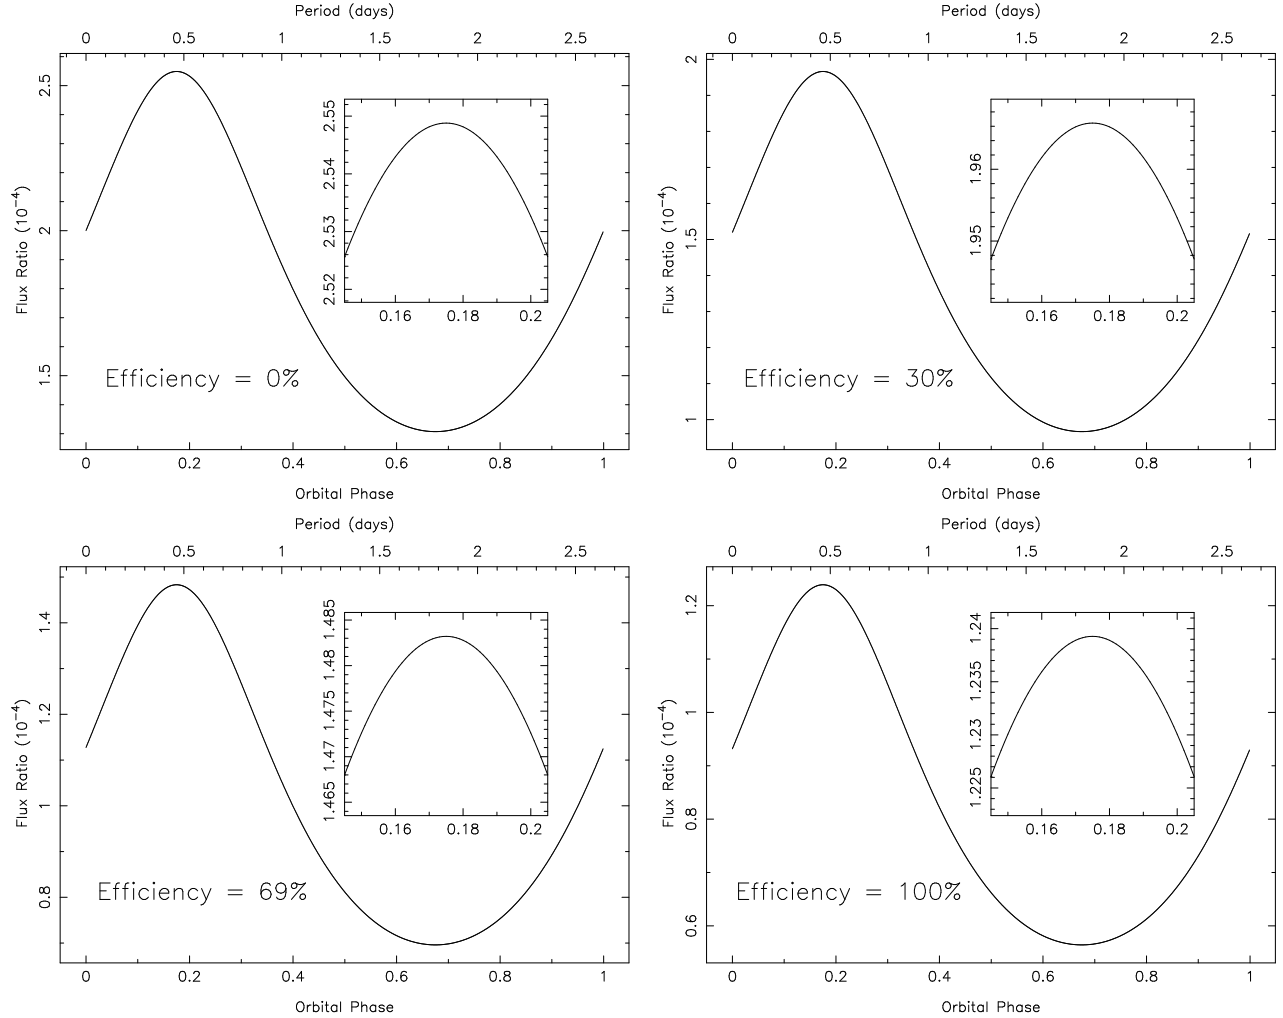 Period (days)
0 0.5 1 1.5 2 2.5
Flux Ratio (10⁻⁴)
2.5
2
1.5
2.55
2.54
2.53
2.52
0.16 0.18 0.2
Efficiency = 0%
0 0.2 0.4 0.6 0.8 1
Orbital Phase
Period (days)
0 0.5 1 1.5 2 2.5
Flux Ratio (10⁻⁴)
2
1.5
1
1.96
1.95
0.16 0.18 0.2
Efficiency = 30%
0 0.2 0.4 0.6 0.8 1
Orbital Phase
Period (days)
0 0.5 1 1.5 2 2.5
Flux Ratio (10⁻⁴)
1.4
1.2
1
0.8
1.485
1.48
1.475
1.47
1.465
0.16 0.18 0.2
Efficiency = 69%
0 0.2 0.4 0.6 0.8 1
Orbital Phase
Period (days)
0 0.5 1 1.5 2 2.5
Flux Ratio (10⁻⁴)
1.2
1
0.8
0.6
1.24
1.235
1.23
1.225
0.16 0.18 0.2
Efficiency = 100%
0 0.2 0.4 0.6 0.8 1
Orbital Phase